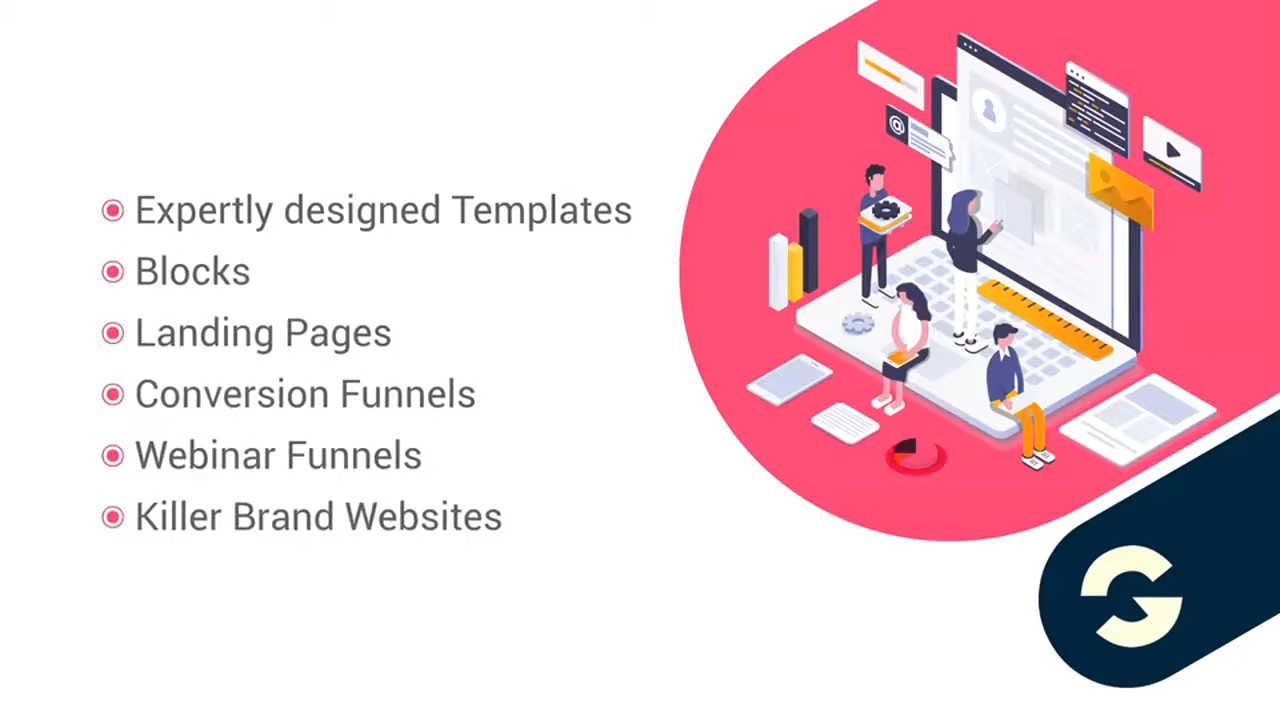 Expertly designed Templates
Blocks
Landing Pages
Conversion Funnels
Webinar Funnels
Killer Brand Websites